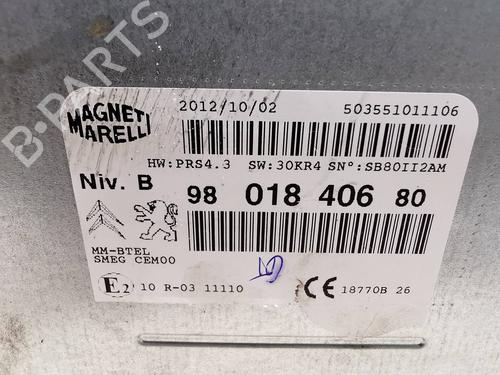 B-PARTS
MAGNETI
MARELLI
2012/10/02 503551011106
HW:PRS4.3 SW:30KR4 SN°:SB80II2AM
Niv. B 98 018 406 80
MM-BTEL
SMEG CEM00
E2 10 R-03 11110 CE 18770B 26